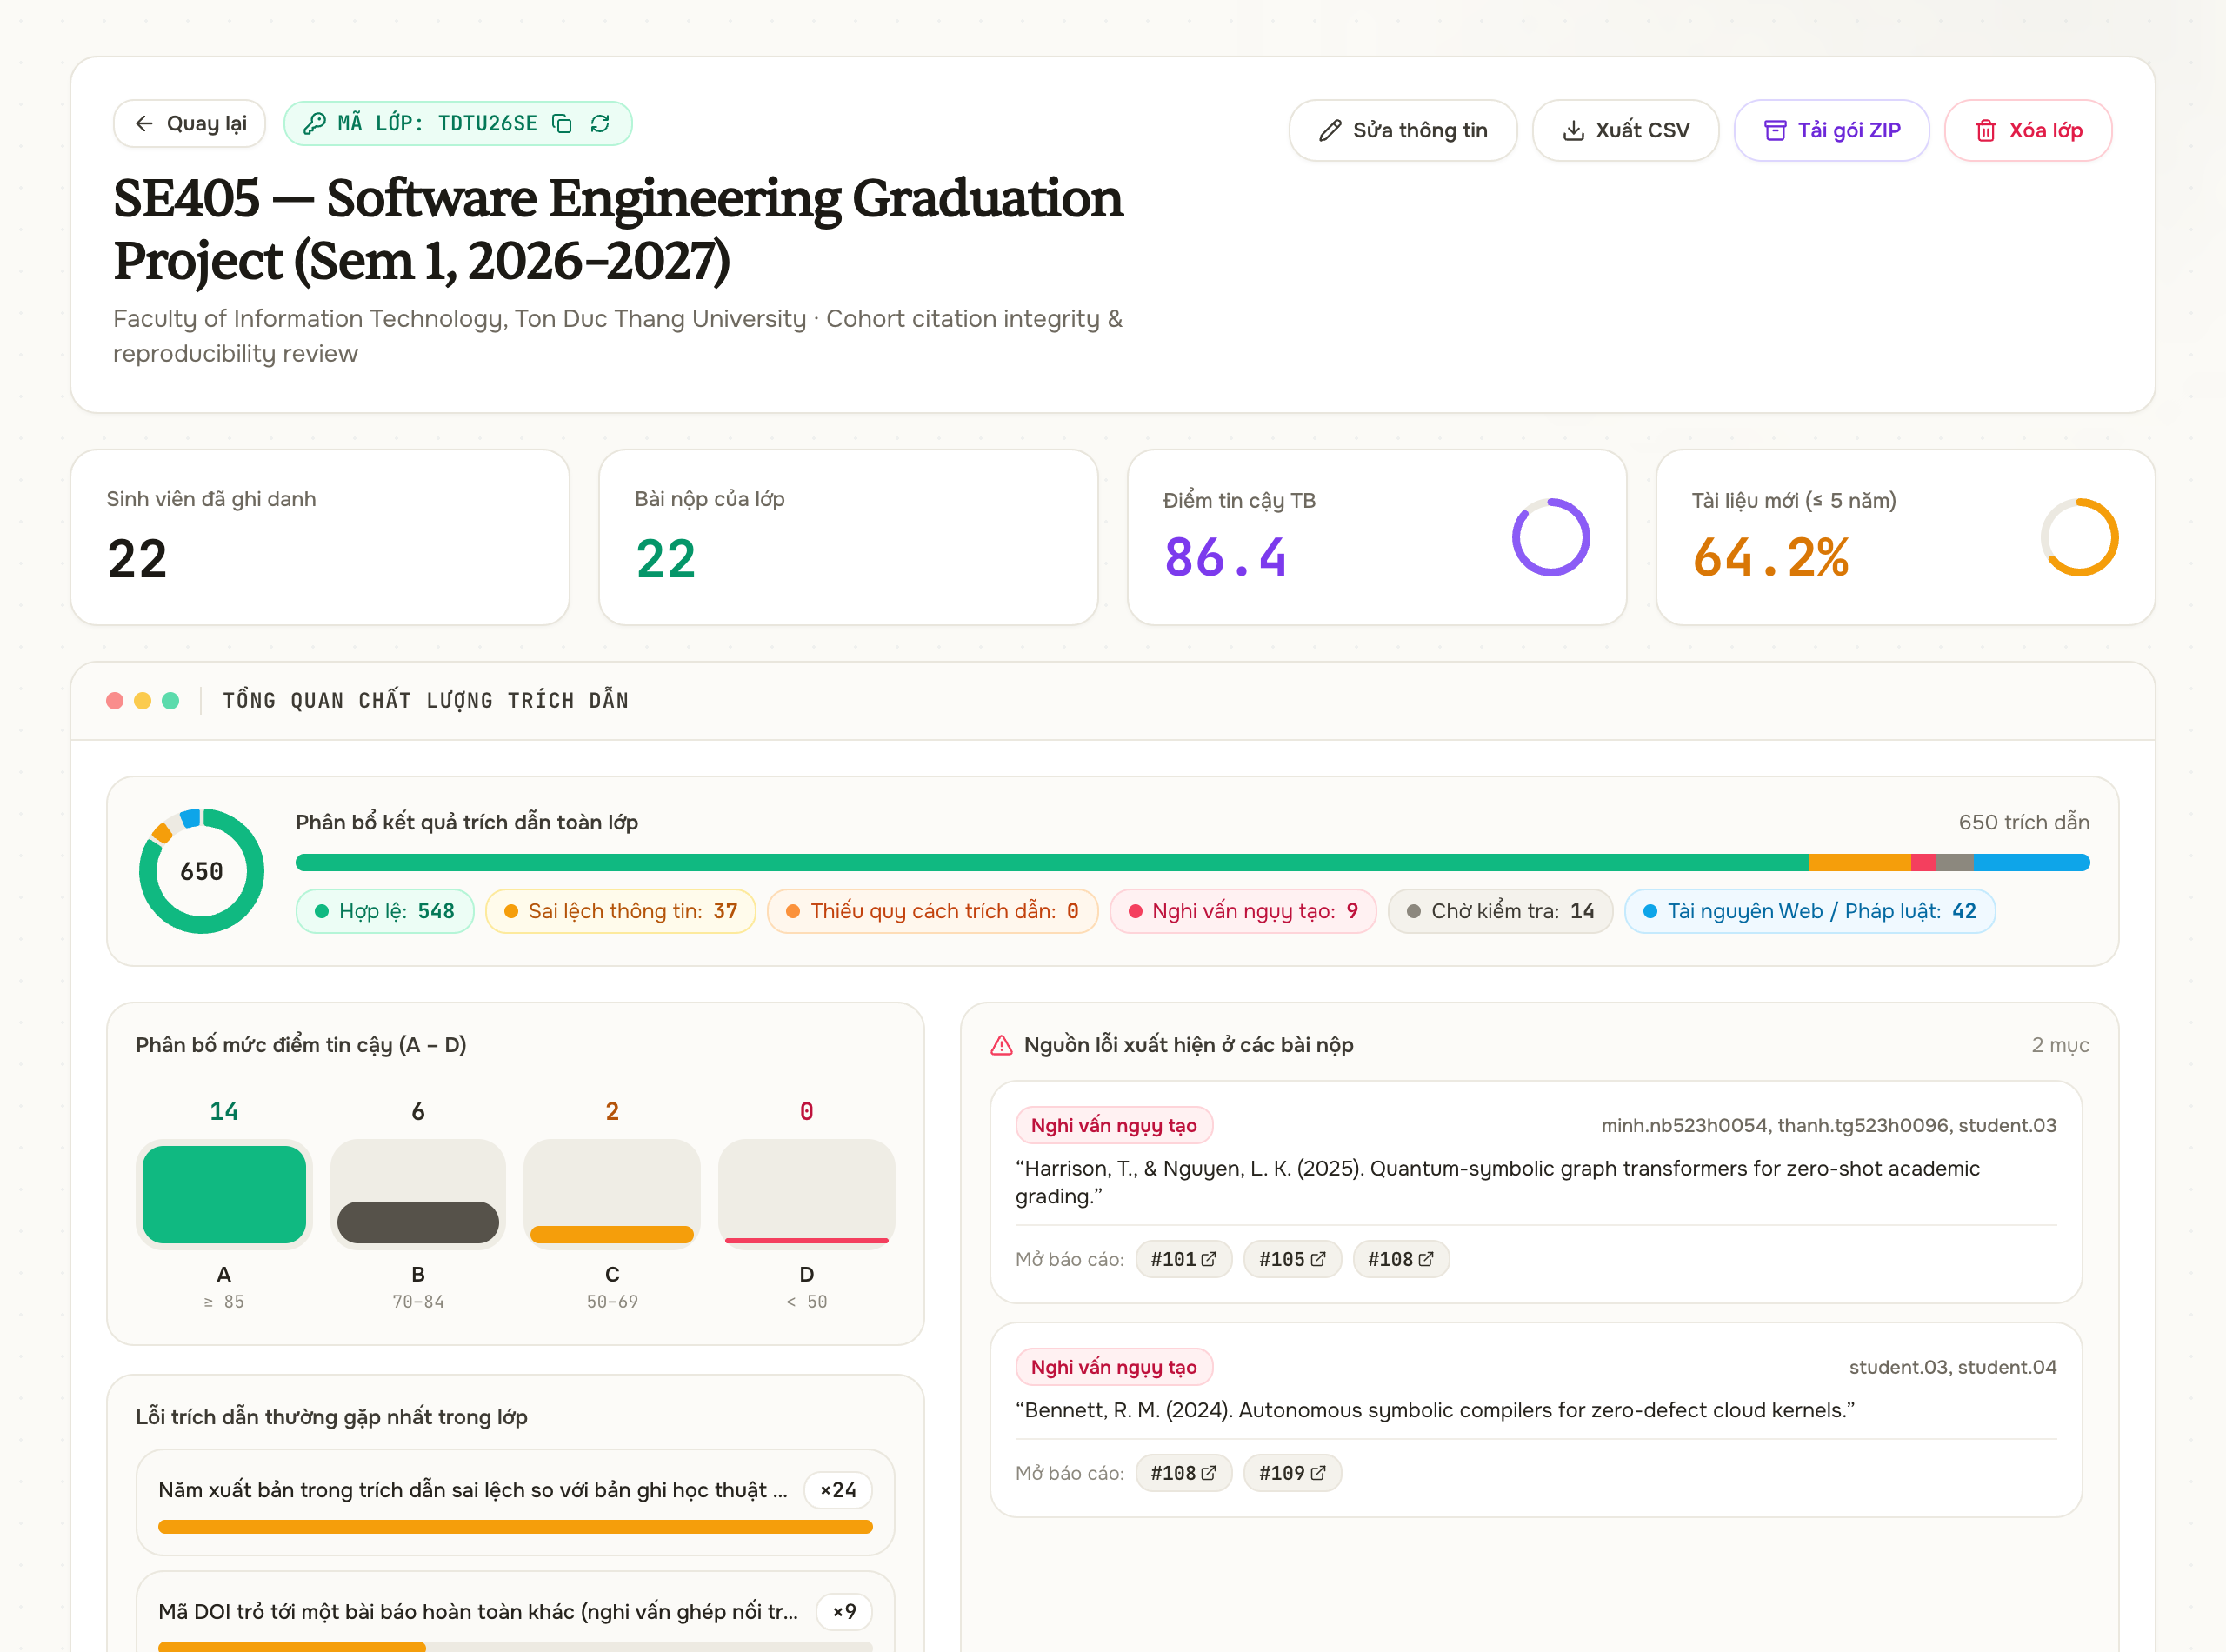 Quay lại
MÃ LỚP: TDTU26SE
Sửa thông tin
Xuất CSV
Tải gói ZIP
Xóa lớp
SE405 — Software Engineering Graduation
Project (Sem 1, 2026–2027)
Faculty of Information Technology, Ton Duc Thang University · Cohort citation integrity &
reproducibility review
Sinh viên đã ghi danh
22
Bài nộp của lớp
22
Điểm tin cậy TB
86.4
Tài liệu mới (≤ 5 năm)
64.2%
TỔNG QUAN CHẤT LƯỢNG TRÍCH DẪN
650
Phân bổ kết quả trích dẫn toàn lớp
650 trích dẫn
Hợp lệ: 548
Sai lệch thông tin: 37
Thiếu quy cách trích dẫn: 0
Nghi vấn ngụy tạo: 9
Chờ kiểm tra: 14
Tài nguyên Web / Pháp luật: 42
Phân bố mức điểm tin cậy (A – D)
14
6
2
0
A
B
C
D
≥ 85
70–84
50–69
< 50
Lỗi trích dẫn thường gặp nhất trong lớp
Năm xuất bản trong trích dẫn sai lệch so với bản ghi học thuật ...
×24
Mã DOI trỏ tới một bài báo hoàn toàn khác (nghi vấn ghép nối tr...
×9
Nguồn lỗi xuất hiện ở các bài nộp
2 mục
Nghi vấn ngụy tạo
minh.nb523h0054, thanh.tg523h0096, student.03
“Harrison, T., & Nguyen, L. K. (2025). Quantum-symbolic graph transformers for zero-shot academic
grading.”
Mở báo cáo: #101 #105 #108
Nghi vấn ngụy tạo
student.03, student.04
“Bennett, R. M. (2024). Autonomous symbolic compilers for zero-defect cloud kernels.”
Mở báo cáo: #108 #109